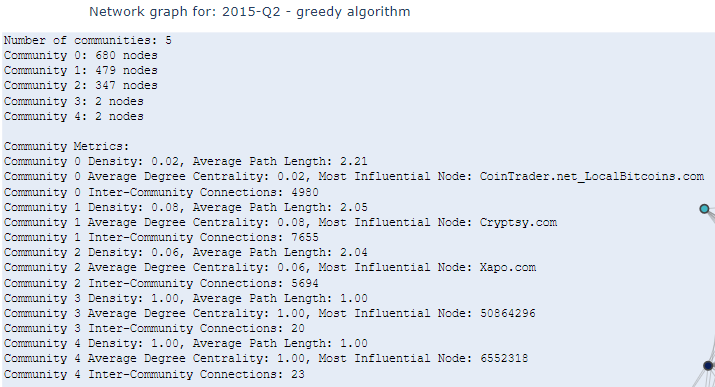 Network graph for: 2015-Q2 - greedy algorithm
Number of communities: 5
Community 0: 680 nodes
Community 1: 479 nodes
Community 2: 347 nodes
Community 3: 2 nodes
Community 4: 2 nodes
Community Metrics:
Community 0 Density: 0.02, Average Path Length: 2.21
Community 0 Average Degree Centrality: 0.02, Most Influential Node: CoinTrader.net_LocalBitcoins.com
Community 0 Inter-Community Connections: 4980
Community 1 Density: 0.08, Average Path Length: 2.05
Community 1 Average Degree Centrality: 0.08, Most Influential Node: Cryptsy.com
Community 1 Inter-Community Connections: 7655
Community 2 Density: 0.06, Average Path Length: 2.04
Community 2 Average Degree Centrality: 0.06, Most Influential Node: Xapo.com
Community 2 Inter-Community Connections: 5694
Community 3 Density: 1.00, Average Path Length: 1.00
Community 3 Average Degree Centrality: 1.00, Most Influential Node: 50864296
Community 3 Inter-Community Connections: 20
Community 4 Density: 1.00, Average Path Length: 1.00
Community 4 Average Degree Centrality: 1.00, Most Influential Node: 6552318
Community 4 Inter-Community Connections: 23